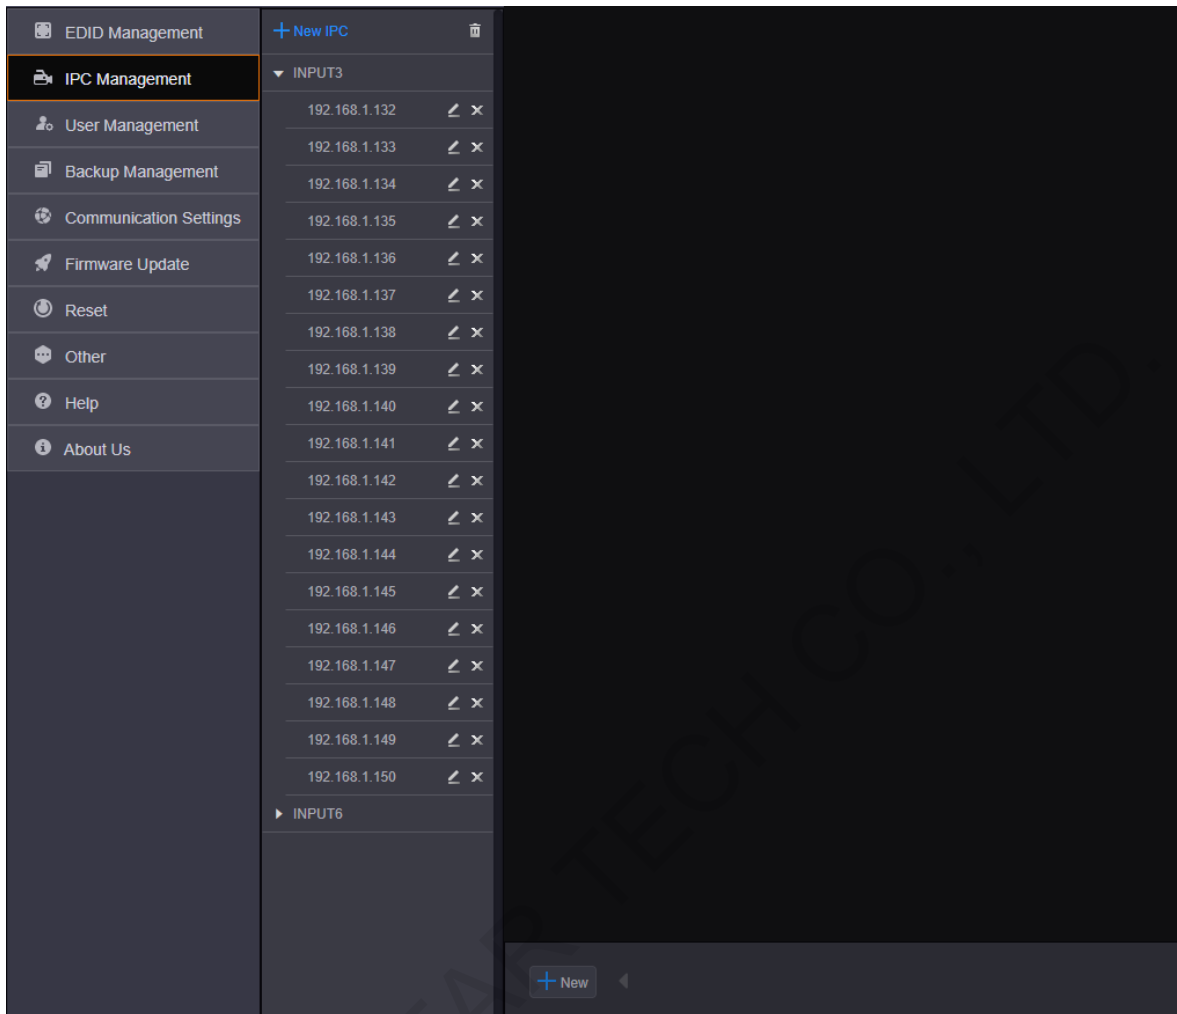 EDID Management
IPC Management
User Management
Backup Management
Communication Settings
Firmware Update
Reset
Other
Help
About Us
New IPC
INPUT3
192.168.1.132
192.168.1.133
192.168.1.134
192.168.1.135
192.168.1.136
192.168.1.137
192.168.1.138
192.168.1.139
192.168.1.140
192.168.1.141
192.168.1.142
192.168.1.143
192.168.1.144
192.168.1.145
192.168.1.146
192.168.1.147
192.168.1.148
192.168.1.149
192.168.1.150
INPUT6
New
TECH CO., LTD.